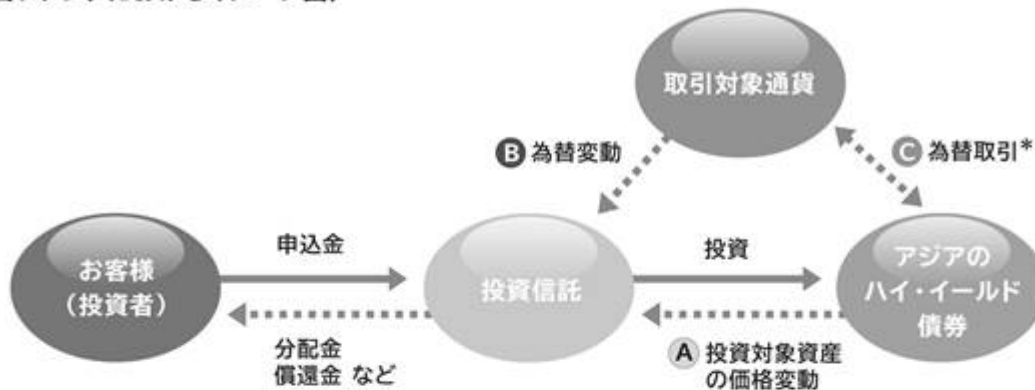 取引対象通貨
B 為替変動
C 為替取引*
お客様
(投資者)
申込金
投資信託
投資
アジアの
ハイ・イールド
債券
分配金
償還金 など
A 投資対象資産
の価格変動